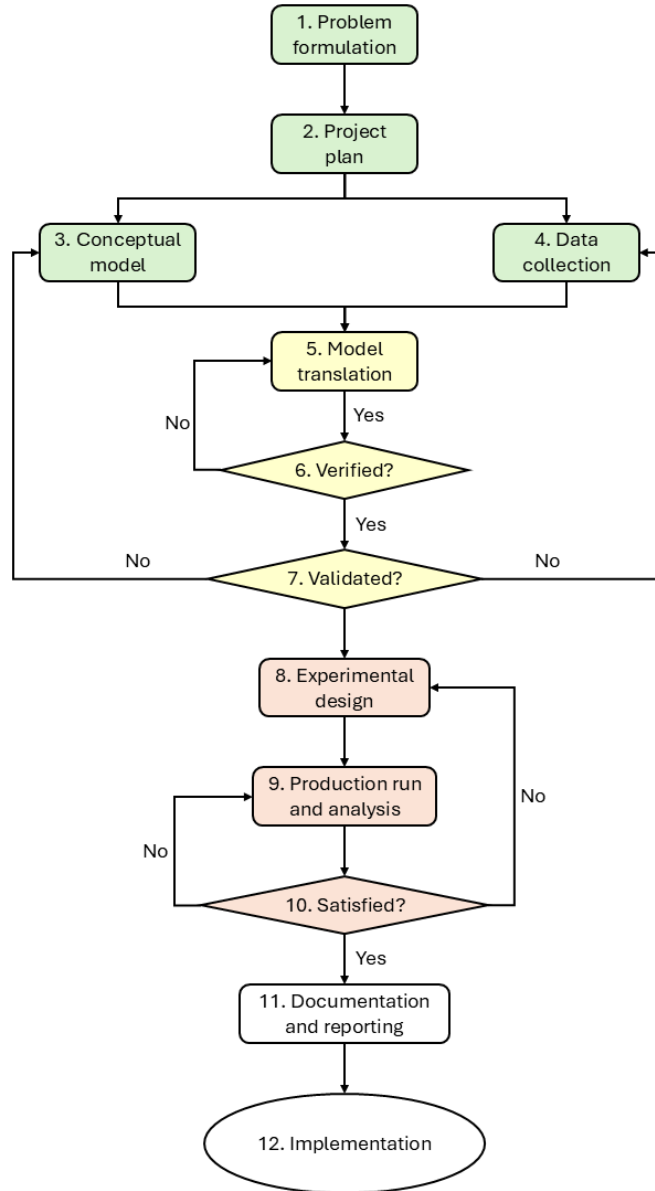 1. Problem
formulation
2. Project
plan
3. Conceptual
model
4. Data
collection
5. Model
translation
Yes
No
6. Verified?
Yes
No
7. Validated?
No
8. Experimental
design
9. Production run
and analysis
No
No
10. Satisfied?
Yes
11. Documentation
and reporting
12. Implementation